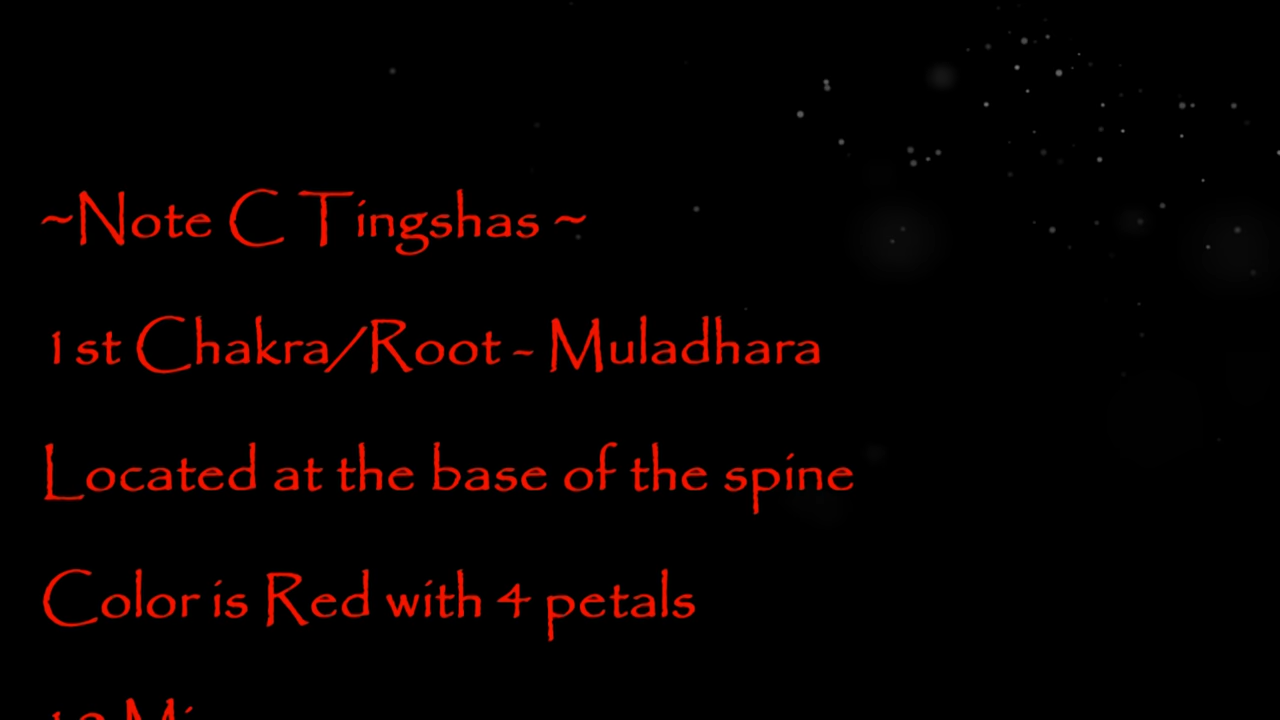 ~Note C Tingshas ~
1st Chakra/Root - Muladhara
Located at the base of the spine
Color is Red with 4 petals